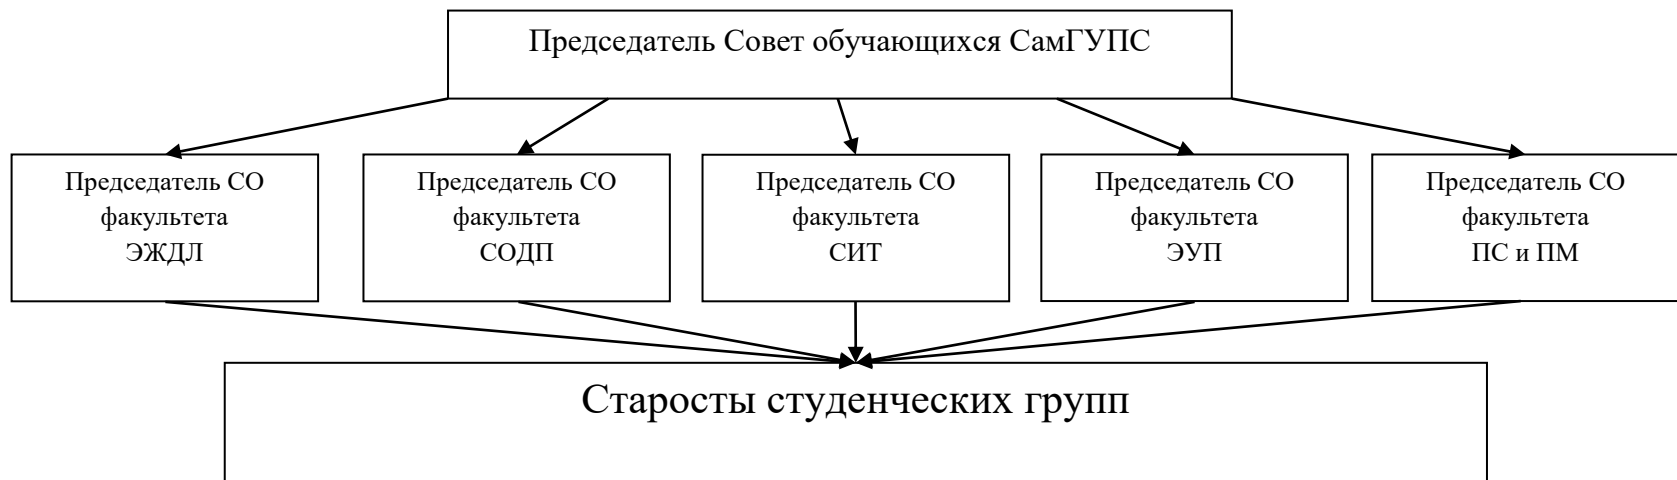 Председатель Совет обучающихся СамГУПС
Председатель СО
факультета
ЭЖДЛ
Председатель СО
факультета
СОДП
Председатель СО
факультета
СИТ
Председатель СО
факультета
ЭУП
Председатель СО
факультета
ПС и ПМ
Старосты студенческих групп